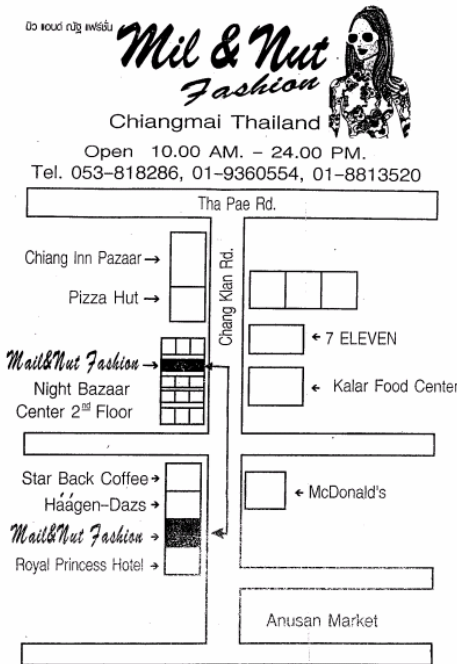 มิว แอนด์ ณัฐ แฟร์ชั่น
Mil & Nut
Fashion
Chiangmai Thailand
Open 10.00 AM. – 24.00 PM.
Tel. 053-818286, 01-9360554, 01-8813520
Tha Pae Rd.
Chang Klan Rd.
Chiang Inn Pazaar →
Pizza Hut →
← 7 ELEVEN
Mail&Nut Fashion →
Night Bazaar
Center 2nd Floor
← Kalar Food Center
Star Back Coffee →
Háágen-Dazs →
← McDonald's
Mail&Nut Fashion →
Royal Princess Hotel →
Anusan Market